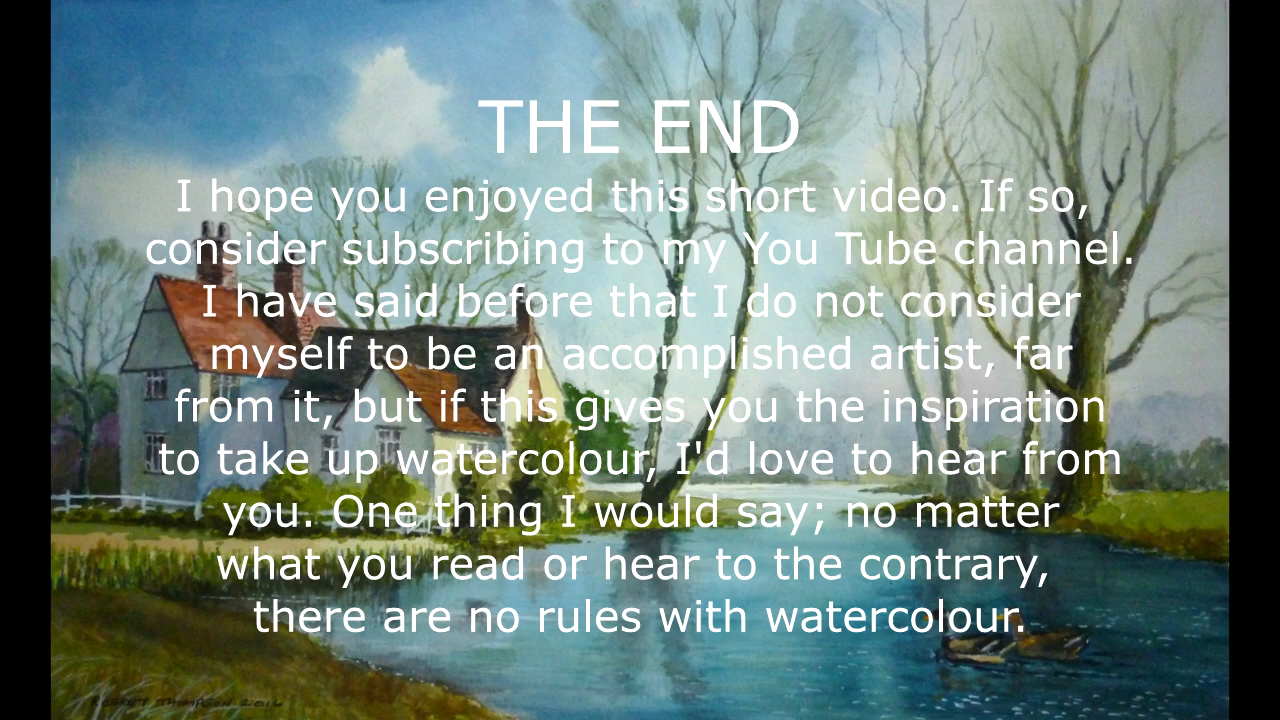 THE END
I hope you enjoyed this short video. If so,
consider subscribing to my You Tube channel.
I have said before that I do not consider
myself to be an accomplished artist, far
from it, but if this gives you the inspiration
to take up watercolour, I'd love to hear from
you. One thing I would say; no matter
what you read or hear to the contrary,
there are no rules with watercolour.